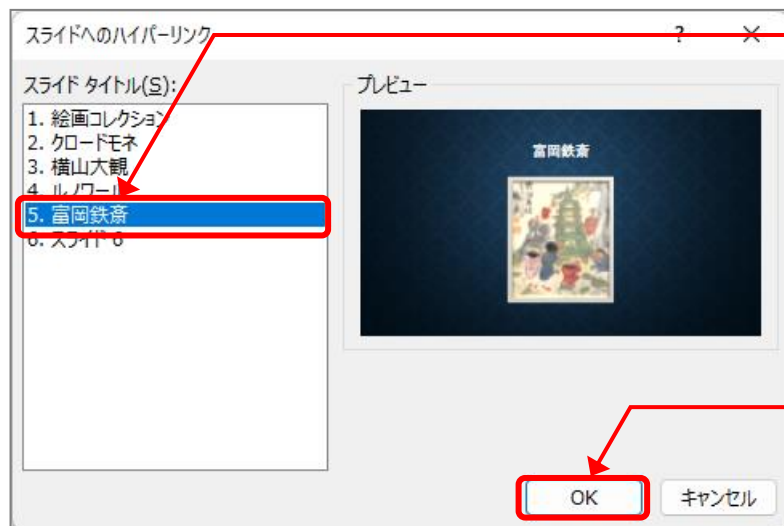 スライドへのハイパーリンク
? ×
スライド タイトル(S):
1. 絵画コレクション
2. クロードモネ
3. 横山大観
4. ルノワール
5. 富岡鉄斎
6. スライド 6
プレビュー
富岡鉄斎
OK
キャンセル